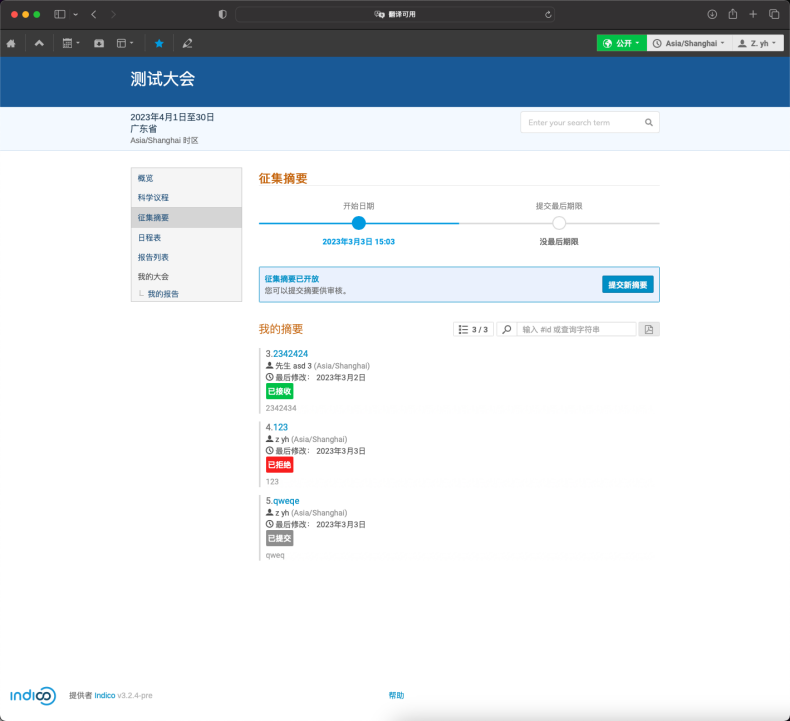 翻译可用
公开
Asia/Shanghai
Z. yh
测试大会
2023年4月1日至30日
广东省
Asia/Shanghai 时区
Enter your search term
概览
科学议程
征集摘要
日程表
报告列表
我的大会
我的报告
征集摘要
开始日期
提交最后期限
2023年3月3日 15:03
没最后期限
征集摘要已开放
您可以提交摘要供审核。
提交新摘要
我的摘要
3 / 3
输入 #id 或查询字符串
3.2342424
先生 asd 3 (Asia/Shanghai)
最后修改： 2023年3月2日
已接收
2342434
4.123
z yh (Asia/Shanghai)
最后修改： 2023年3月3日
已拒绝
123
5.qweqe
z yh (Asia/Shanghai)
最后修改： 2023年3月3日
已提交
qweq
indico
提供者 Indico v3.2.4-pre
帮助